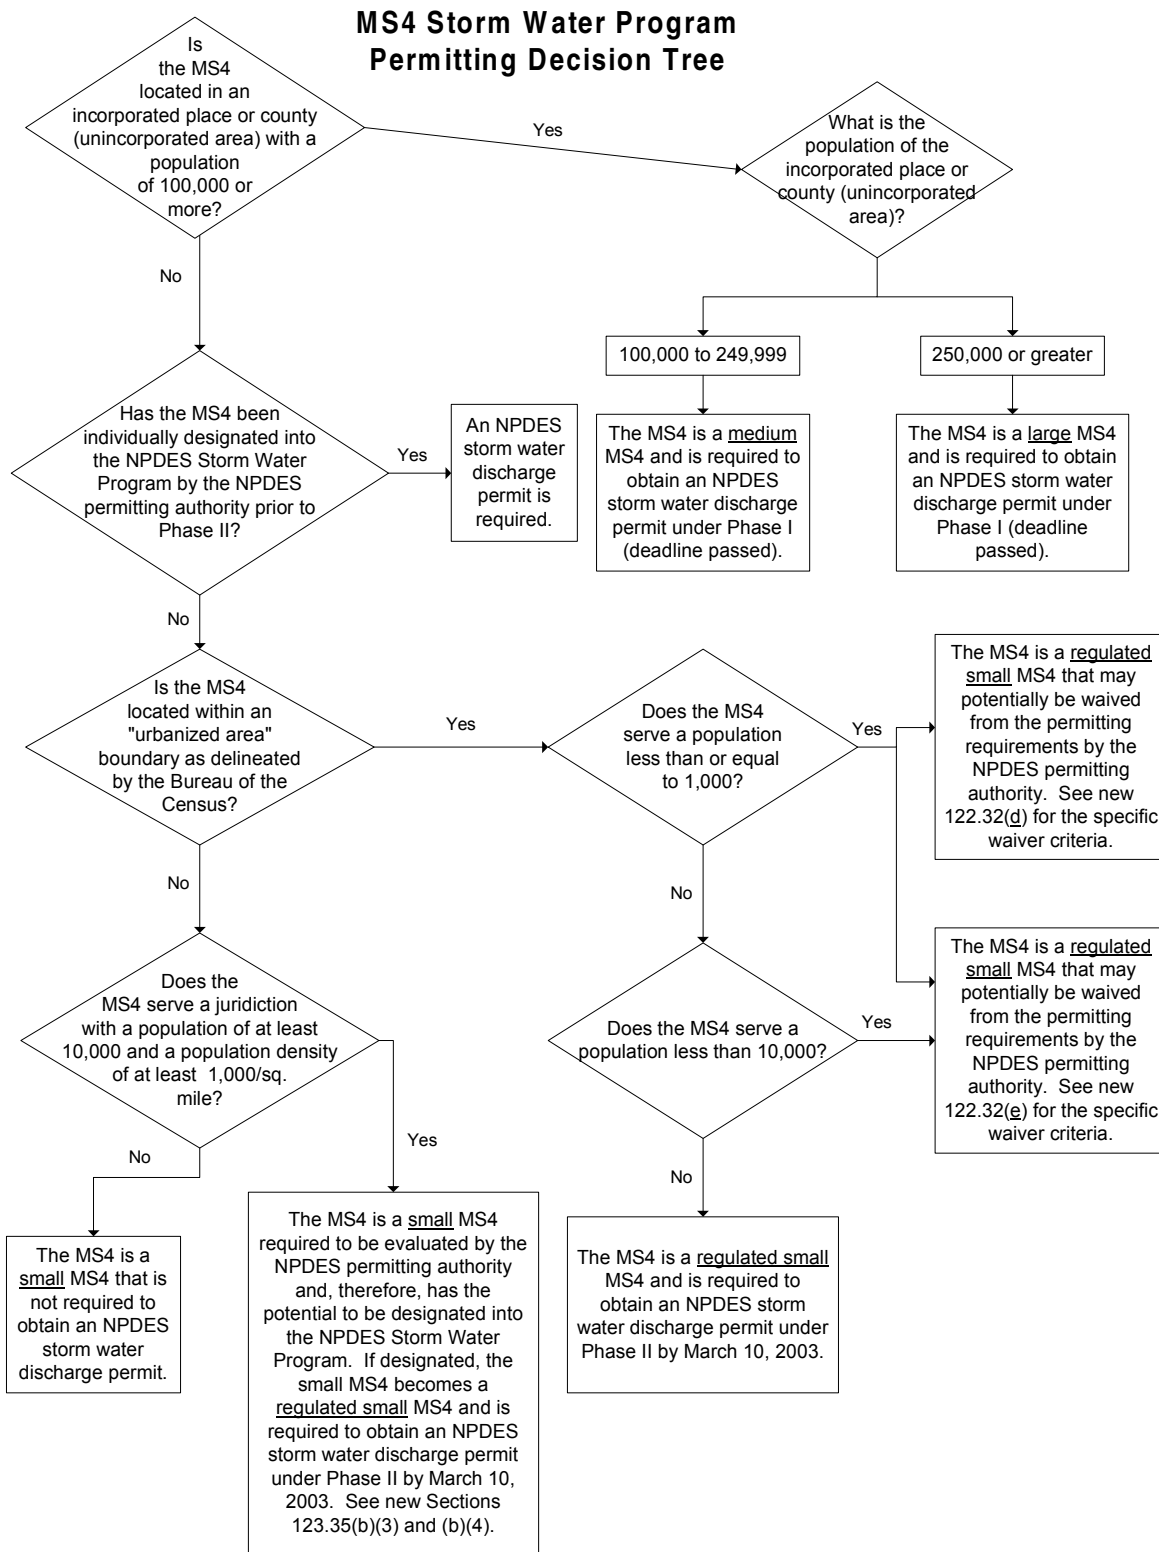 MS4 Storm Water Program
Permitting Decision Tree
Is
the MS4
located in an
incorporated place or county
(unincorporated area) with a
population
of 100,000 or
more?
Yes
What is the
population of the
incorporated place or
county (unincorporated
area)?
No
100,000 to 249,999
250,000 or greater
Has the MS4 been
individually designated into
the NPDES Storm Water
Program by the NPDES
permitting authority prior to
Phase II?
Yes
An NPDES
storm water
discharge
permit is
required.
The MS4 is a medium
MS4 and is required to
obtain an NPDES
storm water discharge
permit under Phase I
(deadline passed).
The MS4 is a large MS4
and is required to obtain
an NPDES storm water
discharge permit under
Phase I (deadline
passed).
No
Is the MS4
located within an
"urbanized area"
boundary as delineated
by the Bureau of the
Census?
Yes
Does the MS4
serve a population
less than or equal
to 1,000?
Yes
The MS4 is a regulated
small MS4 that may
potentially be waived
from the permitting
requirements by the
NPDES permitting
authority. See new
122.32(d) for the specific
waiver criteria.
No
No
Does the
MS4 serve a juridiction
with a population of at least
10,000 and a population density
of at least 1,000/sq.
mile?
Does the MS4 serve a
population less than 10,000?
Yes
The MS4 is a regulated
small MS4 that may
potentially be waived
from the permitting
requirements by the
NPDES permitting
authority. See new
122.32(e) for the specific
waiver criteria.
No
Yes
No
The MS4 is a
small MS4 that is
not required to
obtain an NPDES
storm water
discharge permit.
The MS4 is a small MS4
required to be evaluated by the
NPDES permitting authority
and, therefore, has the
potential to be designated into
the NPDES Storm Water
Program. If designated, the
small MS4 becomes a
regulated small MS4 and is
required to obtain an NPDES
storm water discharge permit
under Phase II by March 10,
2003. See new Sections
123.35(b)(3) and (b)(4).
The MS4 is a regulated small
MS4 and is required to
obtain an NPDES storm
water discharge permit under
Phase II by March 10, 2003.